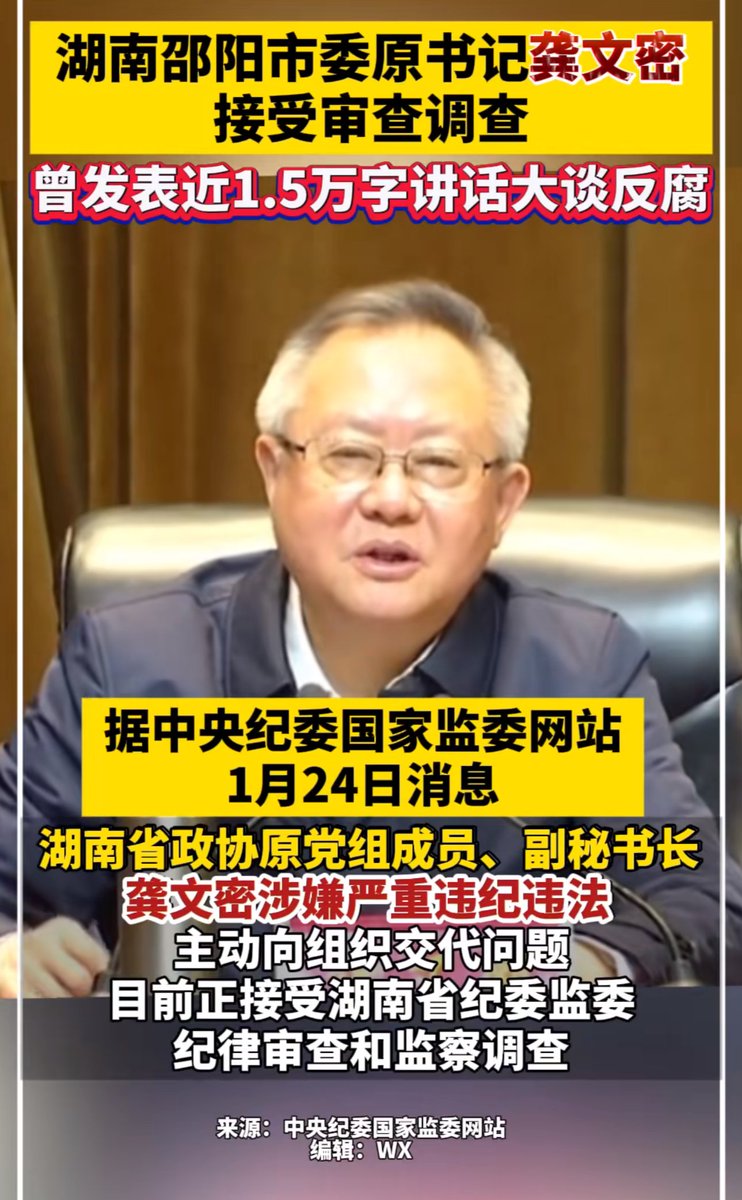 湖南邵阳市委原书记龚文密
接受审查调查
曾发表近1.5万字讲话大谈反腐
据中央纪委国家监委网站
1月24日消息
湖南省政协原党组成员、副秘书长
龚文密涉嫌严重违纪违法
主动向组织交代问题
目前正接受湖南省纪委监委
纪律审查和监察调查
来源：中央纪委国家监委网站
编辑：WX